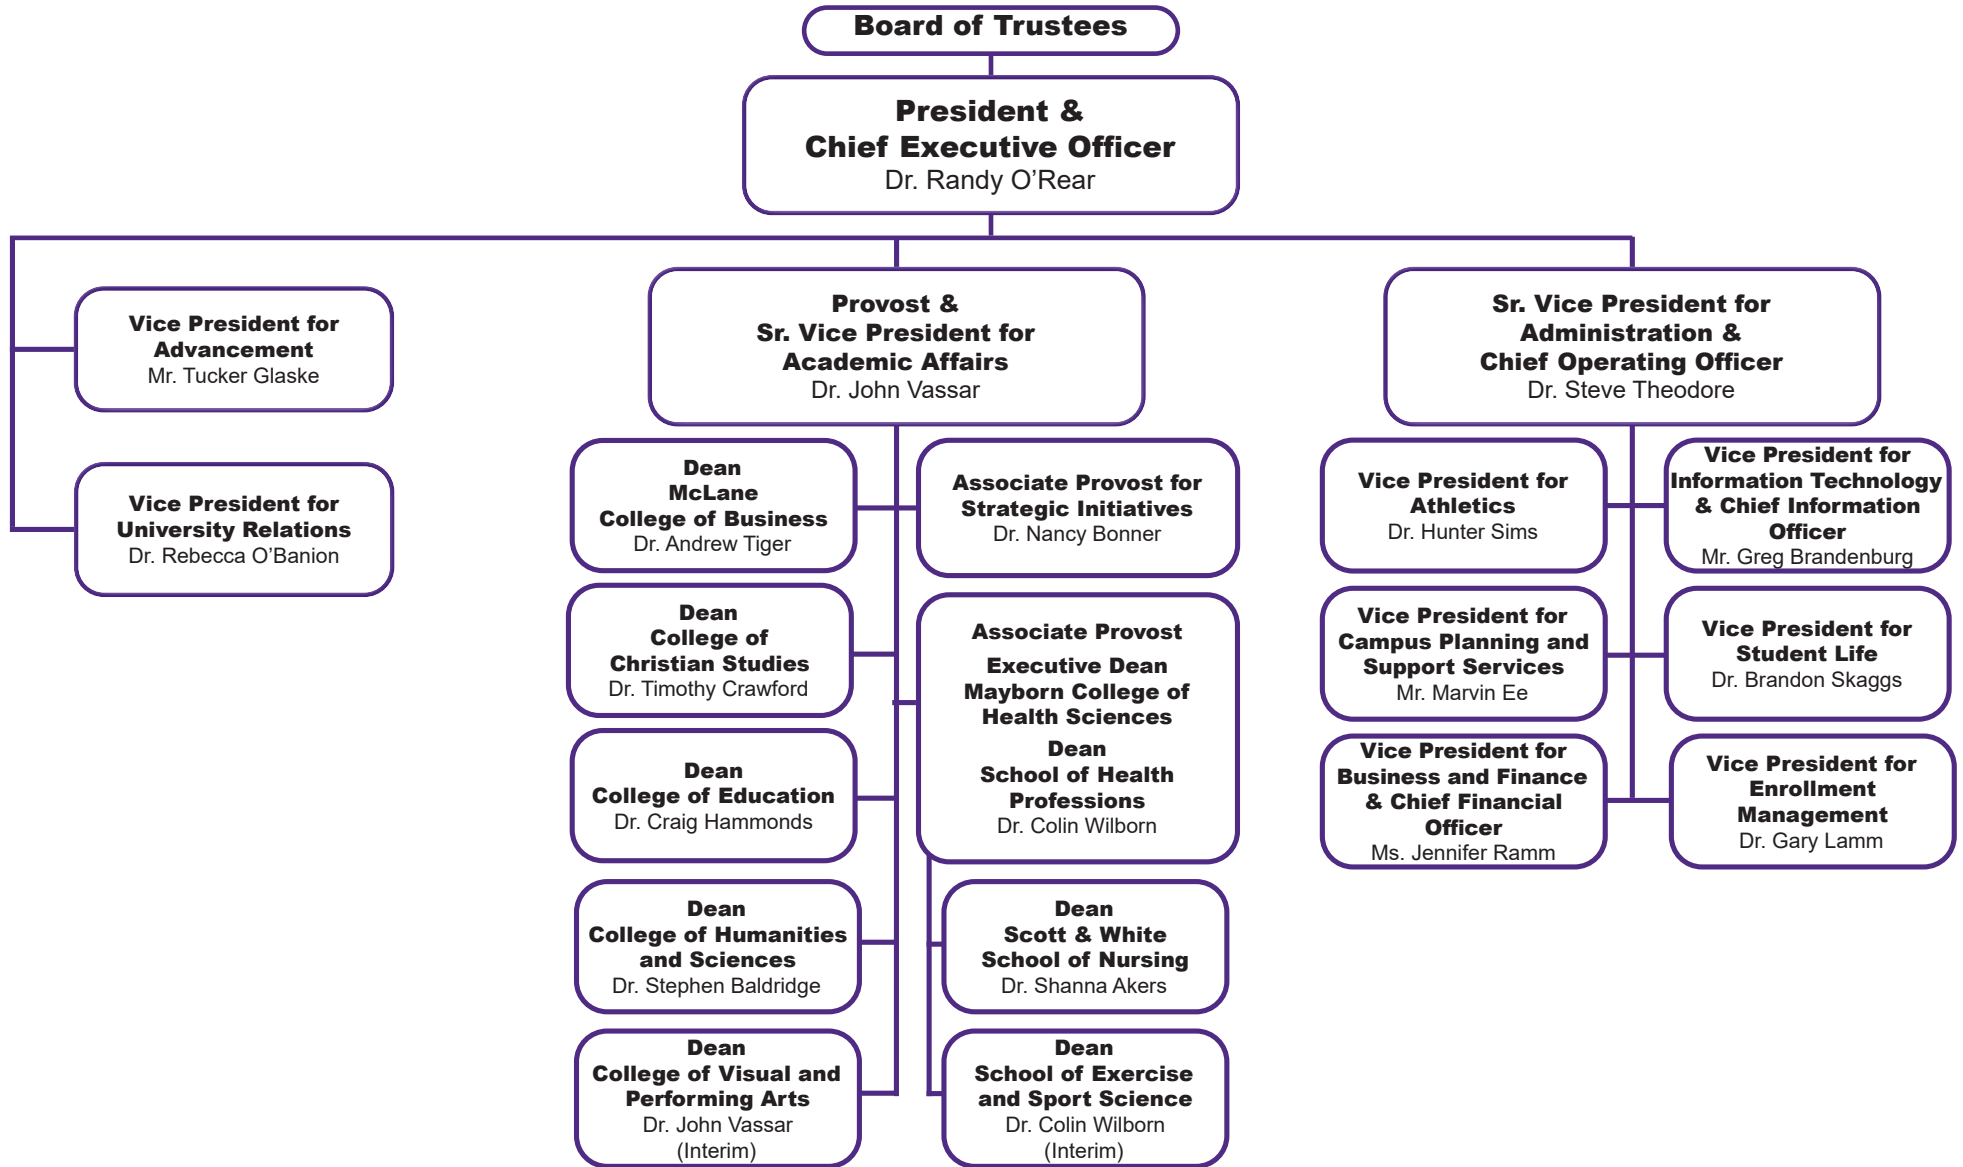 Board of Trustees
President &
Chief Executive Officer
Dr. Randy O’Rear
Vice President for
Advancement
Mr. Tucker Glaske
Vice President for
University Relations
Dr. Rebecca O’Banion
Provost &
Sr. Vice President for
Academic Affairs
Dr. John Vassar
Dean
McLane
College of Business
Dr. Andrew Tiger
Dean
College of
Christian Studies
Dr. Timothy Crawford
Dean
College of Education
Dr. Craig Hammonds
Dean
College of Humanities
and Sciences
Dr. Stephen Baldridge
Dean
College of Visual and
Performing Arts
Dr. John Vassar
(Interim)
Associate Provost for
Strategic Initiatives
Dr. Nancy Bonner
Associate Provost
Executive Dean
Mayborn College of
Health Sciences
Dean
School of Health
Professions
Dr. Colin Wilborn
Dean
Scott & White
School of Nursing
Dr. Shanna Akers
Dean
School of Exercise
and Sport Science
Dr. Colin Wilborn
(Interim)
Sr. Vice President for
Administration &
Chief Operating Officer
Dr. Steve Theodore
Vice President for
Athletics
Dr. Hunter Sims
Vice President for
Campus Planning and
Support Services
Mr. Marvin Ee
Vice President for
Business and Finance
& Chief Financial
Officer
Ms. Jennifer Ramm
Vice President for
Information Technology
& Chief Information
Officer
Mr. Greg Brandenburg
Vice President for
Student Life
Dr. Brandon Skaggs
Vice President for
Enrollment
Management
Dr. Gary Lamm